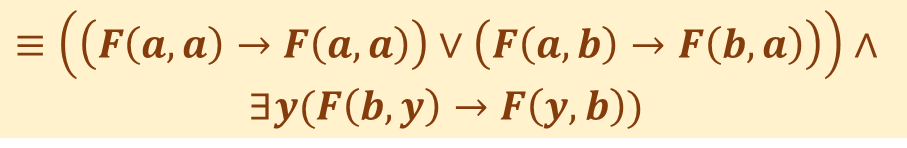 ≡ ((F(a, a) → F(a, a)) ∨ (F(a, b) → F(b, a))) ∧
∃y(F(b, y) → F(y, b))